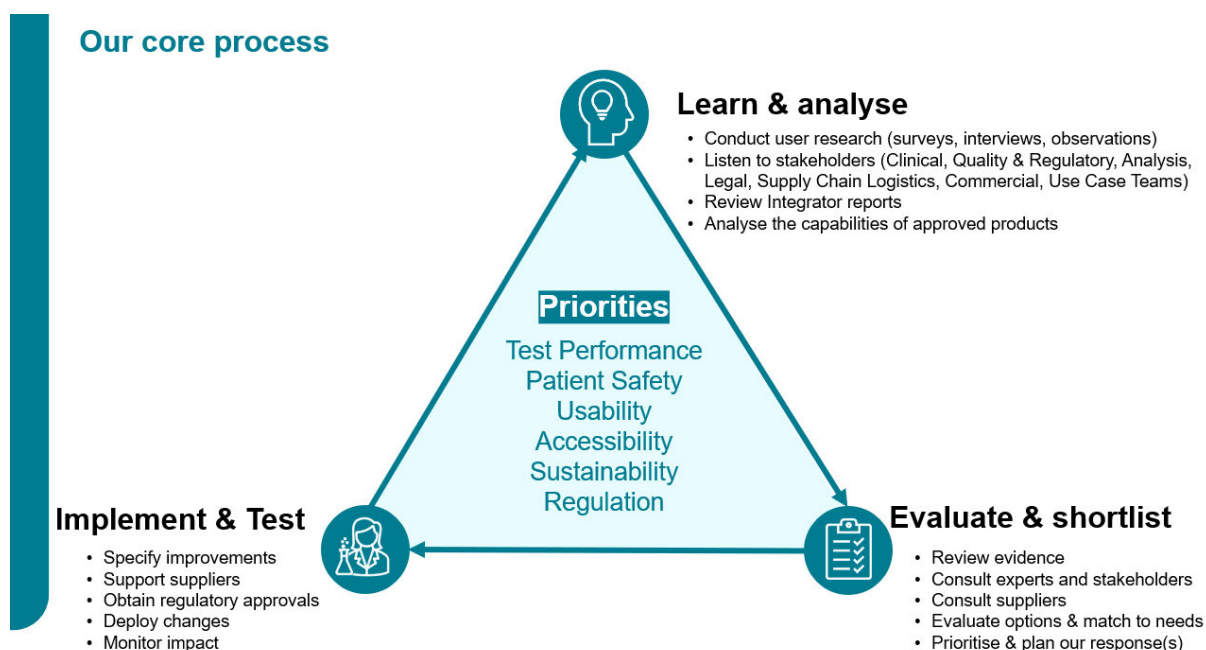 Our core process
Learn & analyse
• Conduct user research (surveys, interviews, observations)
• Listen to stakeholders (Clinical, Quality & Regulatory, Analysis,
Legal, Supply Chain Logistics, Commercial, Use Case Teams)
• Review Integrator reports
• Analyse the capabilities of approved products
Priorities
Test Performance
Patient Safety
Usability
Accessibility
Sustainability
Regulation
Implement & Test
• Specify improvements
• Support suppliers
• Obtain regulatory approvals
• Deploy changes
• Monitor impact
Evaluate & shortlist
• Review evidence
• Consult experts and stakeholders
• Consult suppliers
• Evaluate options & match to needs
• Prioritise & plan our response(s)